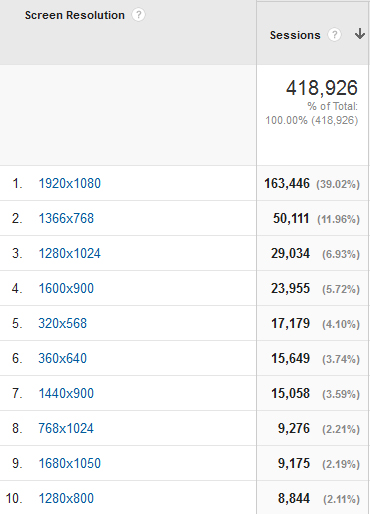 Screen Resolution ?
Sessions ?
418,926
% of Total:
100.00% (418,926)
1. 1920x1080 163,446 (39.02%)
2. 1366x768 50,111 (11.96%)
3. 1280x1024 29,034 (6.93%)
4. 1600x900 23,955 (5.72%)
5. 320x568 17,179 (4.10%)
6. 360x640 15,649 (3.74%)
7. 1440x900 15,058 (3.59%)
8. 768x1024 9,276 (2.21%)
9. 1680x1050 9,175 (2.19%)
10. 1280x800 8,844 (2.11%)